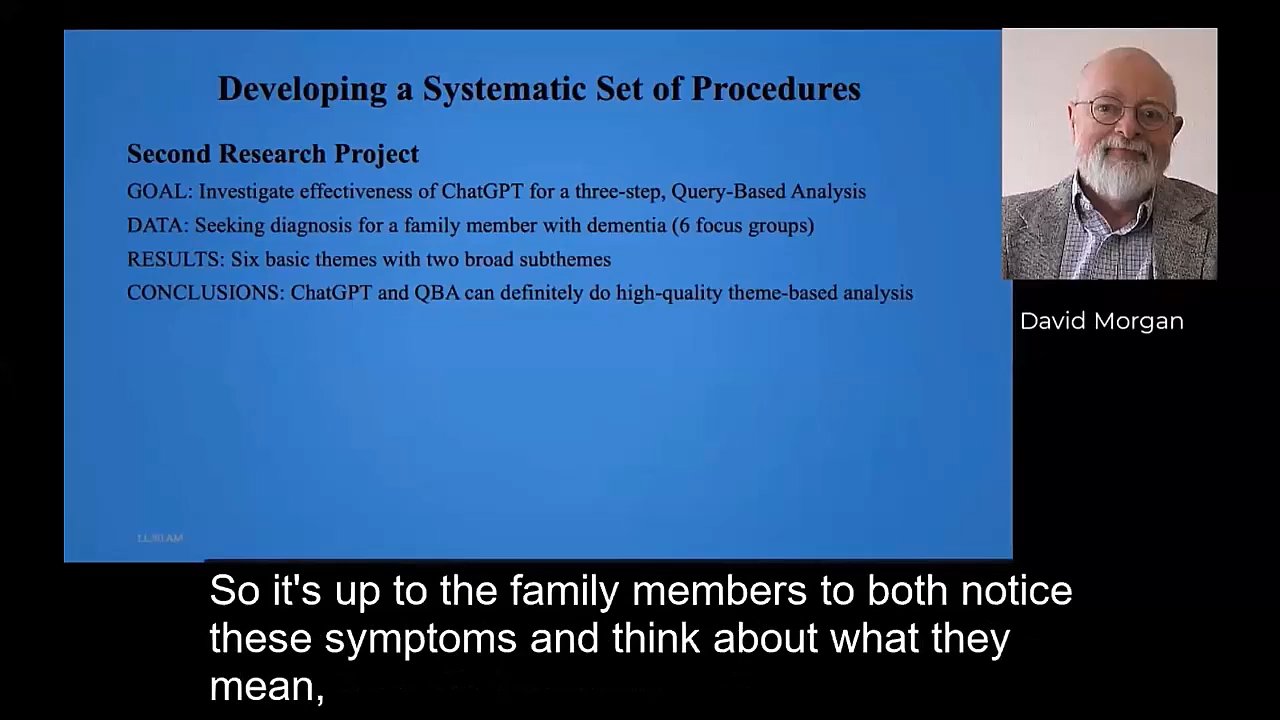 Developing a Systematic Set of Procedures
Second Research Project
GOAL: Investigate effectiveness of ChatGPT for a three-step, Query-Based Analysis
DATA: Seeking diagnosis for a family member with dementia (6 focus groups)
RESULTS: Six basic themes with two broad subthemes
CONCLUSIONS: ChatGPT and QBA can definitely do high-quality theme-based analysis
David Morgan
So it's up to the family members to both notice
these symptoms and think about what they
mean,